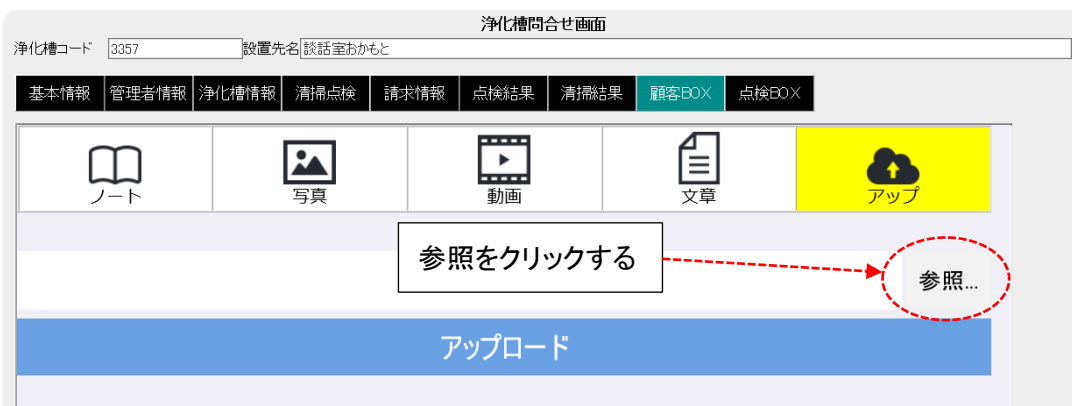 浄化槽問合せ画面
浄化槽コード 3357 設置先名 談話室おかもと
基本情報 管理者情報 浄化槽情報 清掃点検 請求情報 点検結果 清掃結果 顧客BOX 点検BOX
ノート 写真 動画 文章 アップ
参照をクリックする
参照...
アップロード